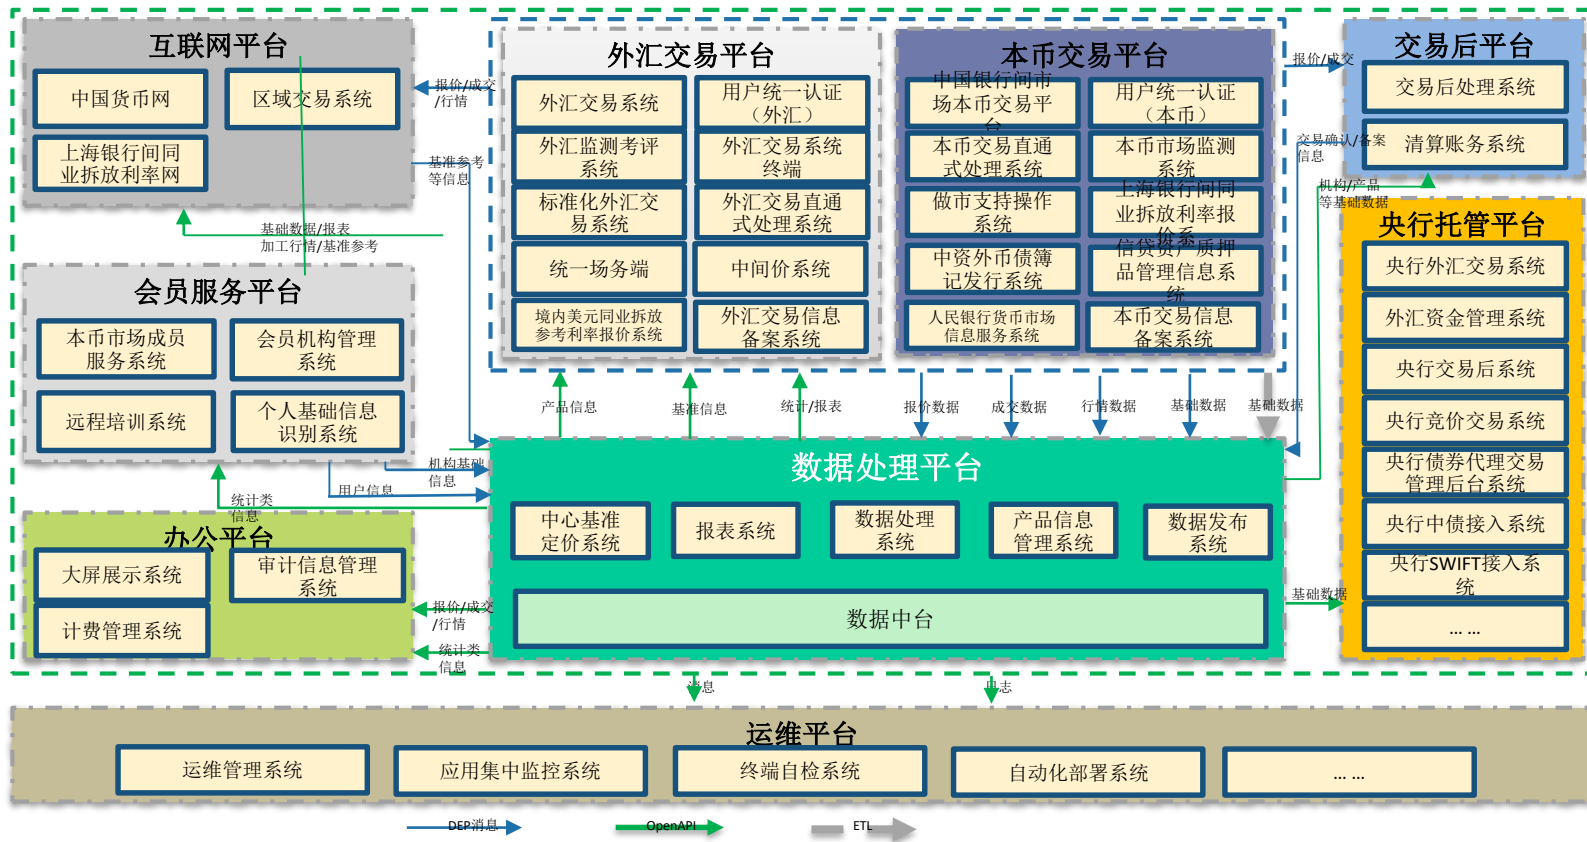 互联网平台
中国货币网
区域交易系统
上海银行间同
业拆放利率网
报价/成交
/行情
基准参考
等信息
基础数据/报表
加工行情/基准参考
外汇交易平台
外汇交易系统
用户统一认证
（外汇）
外汇监测考评
系统
外汇交易系统
终端
标准化外汇交
易系统
外汇交易直通
式处理系统
统一场务端
中间价系统
境内美元同业拆放
参考利率报价系统
外汇交易信息
备案系统
本币交易平台
中国银行间市
场本币交易平
台
用户统一认证
（本币）
本币交易直通
式处理系统
本币市场监测
系统
做市支持操作
系统
上海银行间同
业拆放利率报
价系
中资外币债簿
记发行系统
信贷资产质押
品管理信息系
统
人民银行货币市场
信息服务系统
本币交易信息
备案系统
报价/成交
交易后平台
交易后处理系统
清算账务系统
交易确认/备案
信息
机构/产品
等基础数据
央行托管平台
央行外汇交易系统
外汇资金管理系统
央行交易后系统
央行竞价交易系统
央行债券代理交易
管理后台系统
央行中债接入系统
央行SWIFT接入系
统
... ...
会员服务平台
本币市场成员
服务系统
会员机构管理
系统
远程培训系统
个人基础信息
识别系统
产品信息
基准信息
统计/报表
报价数据
成交数据
行情数据
基础数据
基础数据
机构基础
信息
用户信息
统计类
信息
数据处理平台
中心基准
定价系统
报表系统
数据处理
系统
产品信息
管理系统
数据发布
系统
数据中台
基础数据
办公平台
大屏展示系统
审计信息管理
系统
计费管理系统
报价/成交
/行情
统计类
信息
消息
日志
运维平台
运维管理系统
应用集中监控系统
终端自检系统
自动化部署系统
... ...
DEP消息
OpenAPI
ETL